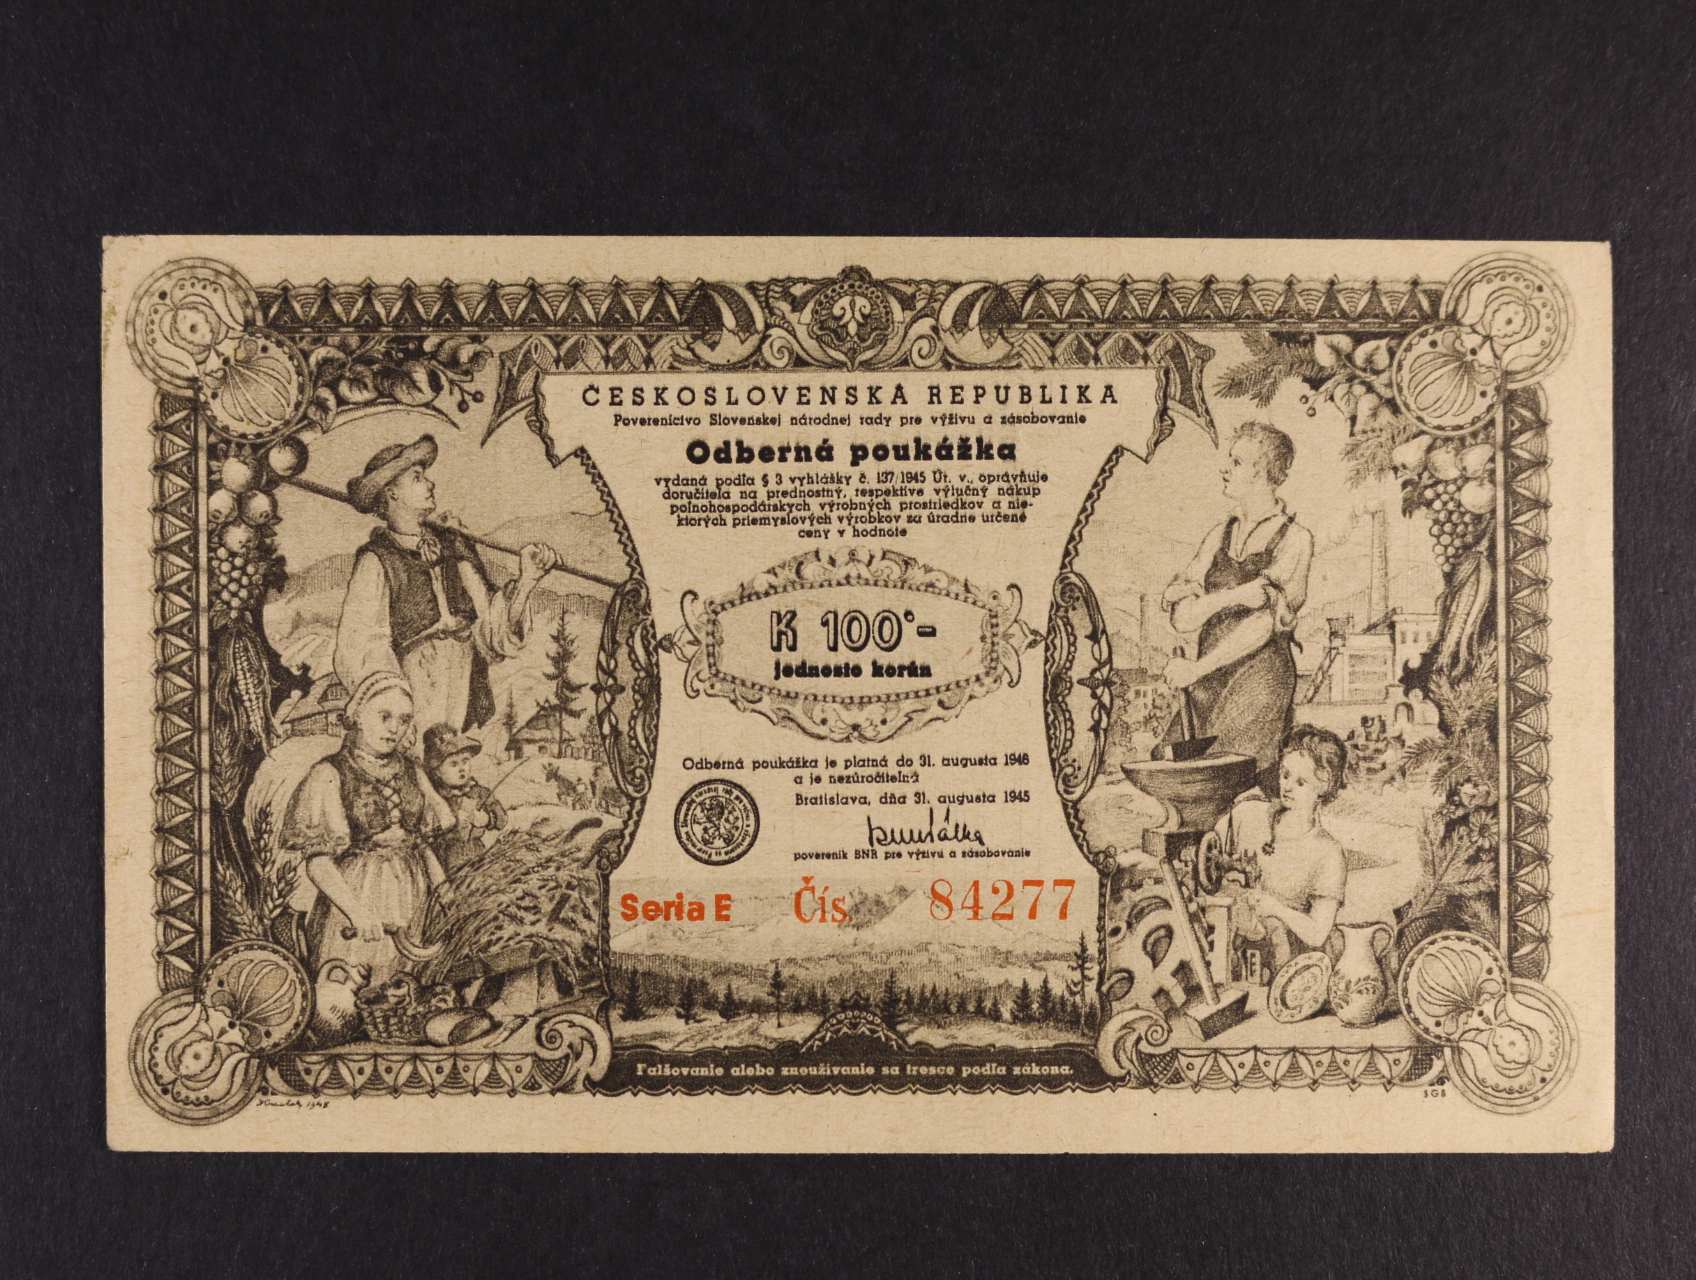 ČESKOSLOVENSKÁ REPUBLIKA
Povereníctvo Slovenskej národnej rady pre výživu a zásobovanie
Odberná poukážka
vydaná podľa § 3 vyhlášky č. 137/1945 Úr. v., oprávňuje
doručiteľa na prednostný, respektíve výlučný nákup
poľnohospodárskych výrobných prostriedkov a nie-
ktorých priemyslových výrobkov za úradne určené
ceny v hodnote
K 100·-
jednosto korún
Odberná poukážka je platná do 31. augusta 1946
a je nezúročiteľná
Bratislava, dňa 31. augusta 1945
poverenik SNR pre výživu a zásobovanie
Seria E Čís. 84277
Falšovanie alebo zneužívanie sa tresce podľa zákona.
1945
SGB